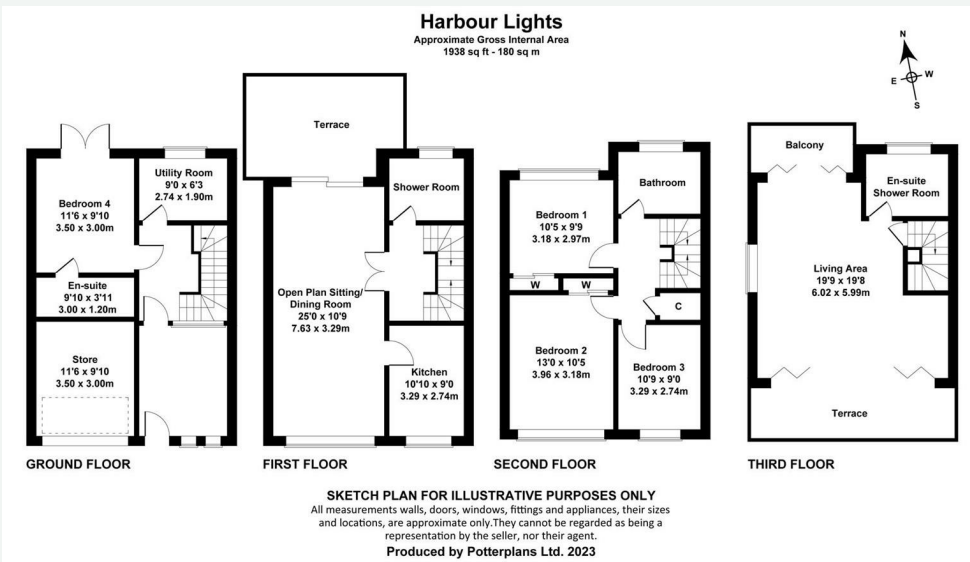 Harbour Lights
Approximate Gross Internal Area
1938 sq ft - 180 sq m
N
E
W
S
Utility Room
9'0 x 6'3
2.74 x 1.90m
Bedroom 4
11'6 x 9'10
3.50 x 3.00m
En-suite
9'10 x 3'11
3.00 x 1.20m
Store
11'6 x 9'10
3.50 x 3.00m
GROUND FLOOR
Terrace
Shower Room
Open Plan Sitting/
Dining Room
25'0 x 10'9
7.63 x 3.29m
Kitchen
10'10 x 9'0
3.29 x 2.74m
FIRST FLOOR
Bathroom
Bedroom 1
10'5 x 9'9
3.18 x 2.97m
W
W
C
Bedroom 2
13'0 x 10'5
3.96 x 3.18m
Bedroom 3
10'9 x 9'0
3.29 x 2.74m
SECOND FLOOR
Balcony
En-suite
Shower Room
Living Area
19'9 x 19'8
6.02 x 5.99m
Terrace
THIRD FLOOR
SKETCH PLAN FOR ILLUSTRATIVE PURPOSES ONLY
All measurements walls, doors, windows, fittings and appliances, their sizes
and locations, are approximate only.They cannot be regarded as being a
representation by the seller, nor their agent.
Produced by Potterplans Ltd. 2023